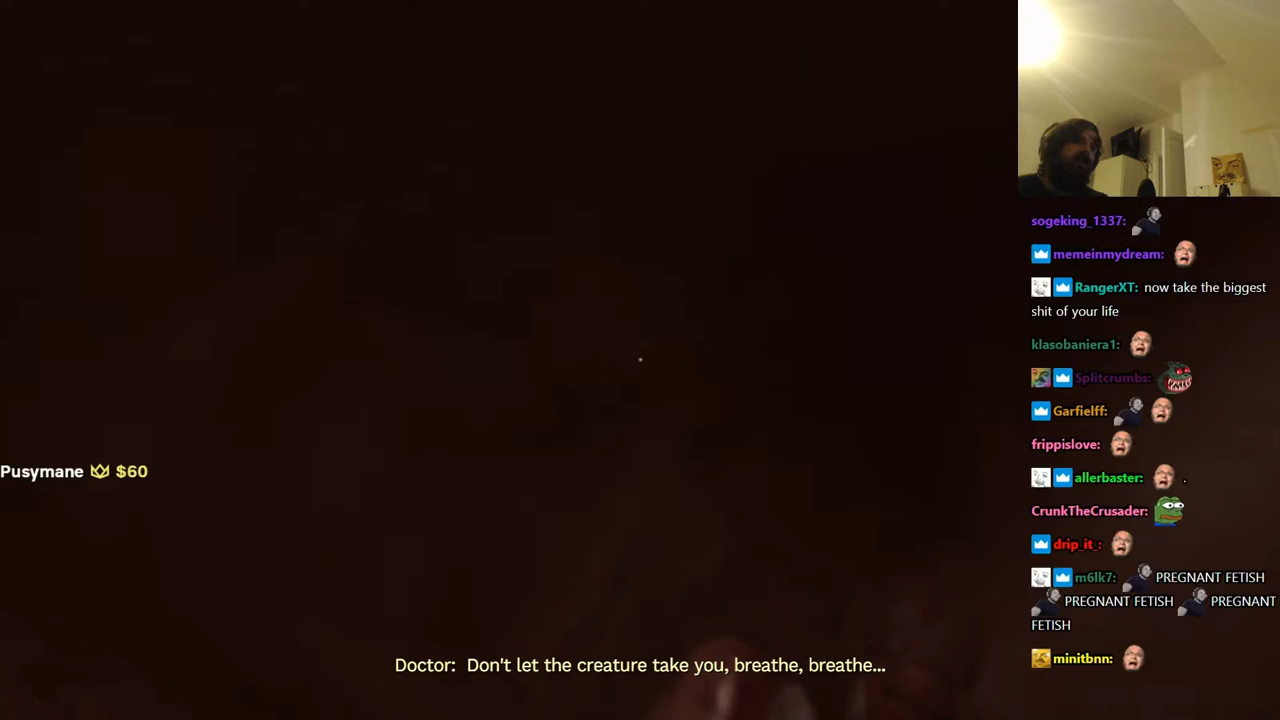 sogeking_1337:
memeinmydream:
RangerXT: now take the biggest
shit of your life
klasobaniera1:
Splitcrumbs:
Garfielff:
frippislove:
allerbaster: .
CrunkTheCrusader:
drip_it_:
m6lk7: PREGNANT FETISH
PREGNANT FETISH PREGNANT
FETISH
minitbnn:
Pusymane $60
Doctor: Don't let the creature take you, breathe, breathe...